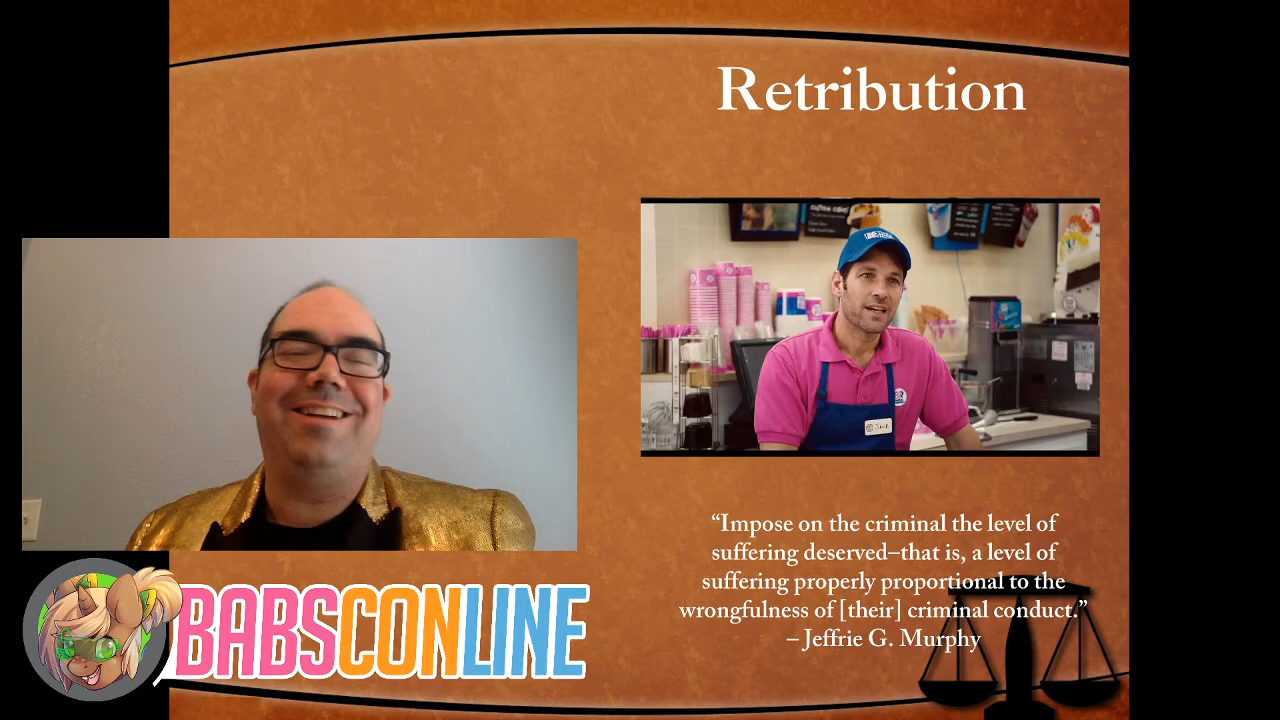 Retribution
“Impose on the criminal the level of
suffering deserved–that is, a level of
suffering properly proportional to the
wrongfulness of [their] criminal conduct.”
– Jeffrie G. Murphy
BABSCONLINE